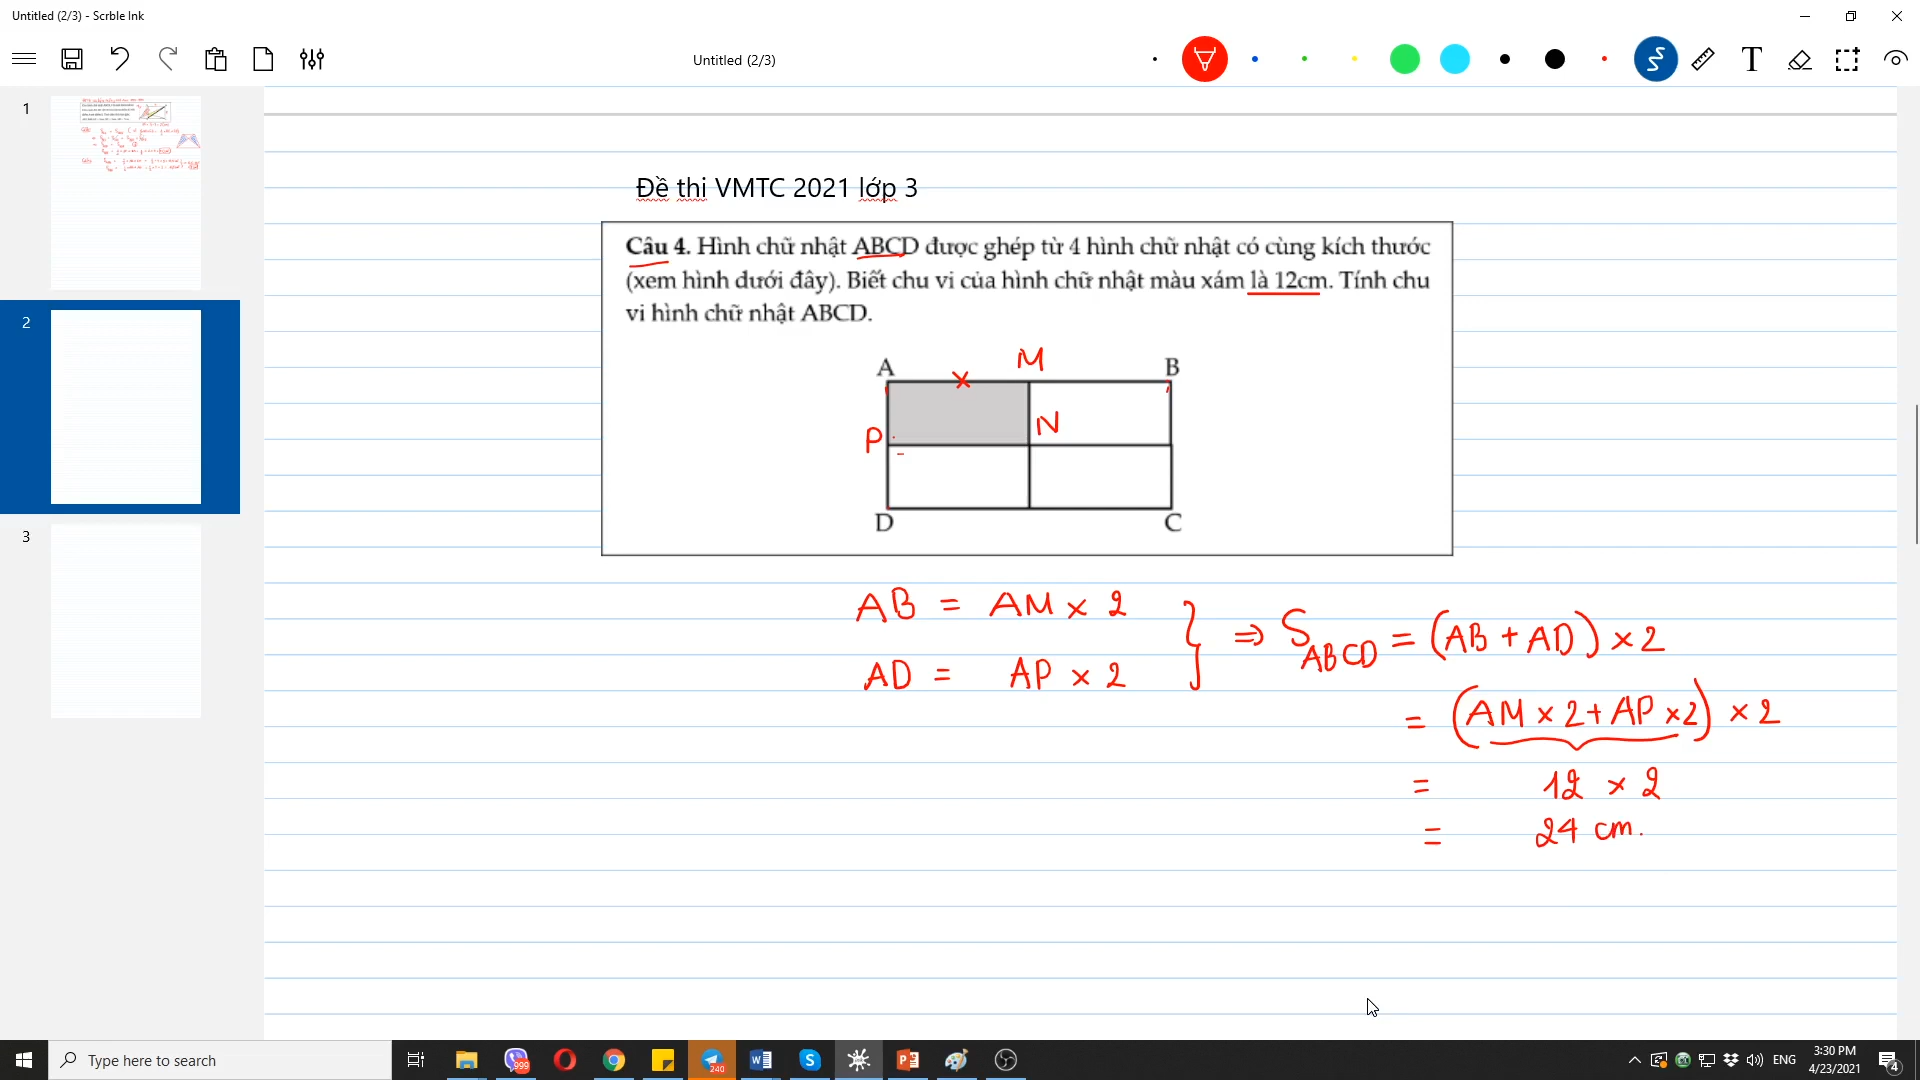 Untitled (2/3) - Scrble Ink
Untitled (2/3)
1
2
3
Đề thi VMTC 2021 lớp 3
Câu 4. Hình chữ nhật ABCD được ghép từ 4 hình chữ nhật có cùng kích thước
(xem hình dưới đây). Biết chu vi của hình chữ nhật màu xám là 12cm. Tính chu
vi hình chữ nhật ABCD.
A M B
P N
D C
AB = AM × 2
AD = AP × 2
} ⇒ S ABCD = (AB + AD) × 2
= (AM × 2 + AP × 2) × 2
= 12 × 2
= 24 cm.
Type here to search
999
240
ENG
3:30 PM
4/23/2021
4